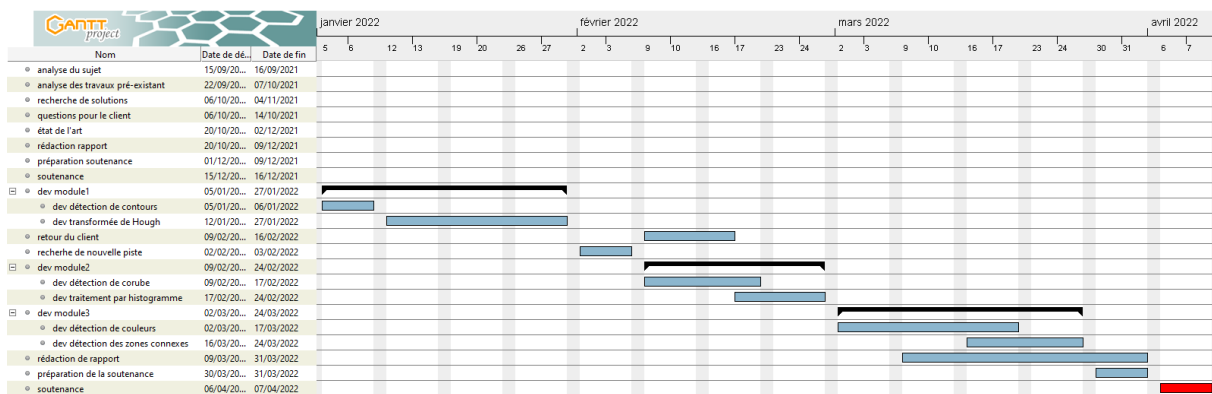 GANTT
project
janvier 2022 février 2022 mars 2022 avril 2022
5 6 12 13 19 20 26 27 2 3 9 10 16 17 23 24 2 3 9 10 16 17 23 24 30 31 6 7
Nom Date de dé... Date de fin
analyse du sujet 15/09/20... 16/09/2021
analyse des travaux pré-existant 22/09/20... 07/10/2021
recherche de solutions 06/10/20... 04/11/2021
questions pour le client 06/10/20... 14/10/2021
état de l'art 20/10/20... 02/12/2021
rédaction rapport 20/10/20... 09/12/2021
préparation soutenance 01/12/20... 09/12/2021
soutenance 15/12/20... 16/12/2021
dev module1 05/01/20... 27/01/2022
dev détection de contours 05/01/20... 06/01/2022
dev transformée de Hough 12/01/20... 27/01/2022
retour du client 09/02/20... 16/02/2022
recherhe de nouvelle piste 02/02/20... 03/02/2022
dev module2 09/02/20... 24/02/2022
dev détection de corube 09/02/20... 17/02/2022
dev traitement par histogramme 17/02/20... 24/02/2022
dev module3 02/03/20... 24/03/2022
dev détection de couleurs 02/03/20... 17/03/2022
dev détection des zones connexes 16/03/20... 24/03/2022
rédaction de rapport 09/03/20... 31/03/2022
préparation de la soutenance 30/03/20... 31/03/2022
soutenance 06/04/20... 07/04/2022